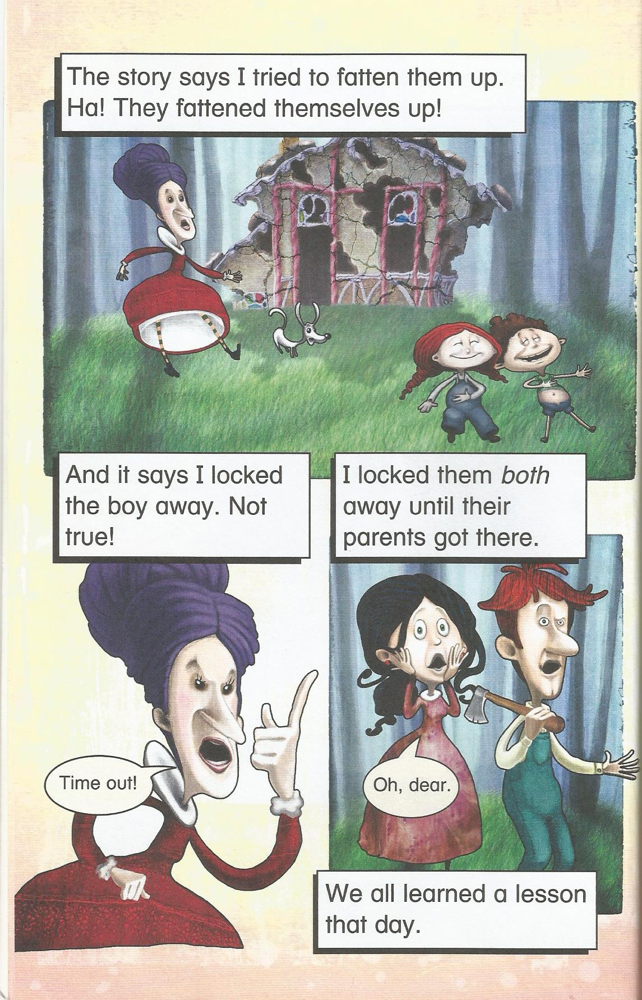 The story says I tried to fatten them up.
Ha! They fattened themselves up!
And it says I locked
the boy away. Not
true!
I locked them both
away until their
parents got there.
Time out!
Oh, dear.
We all learned a lesson
that day.